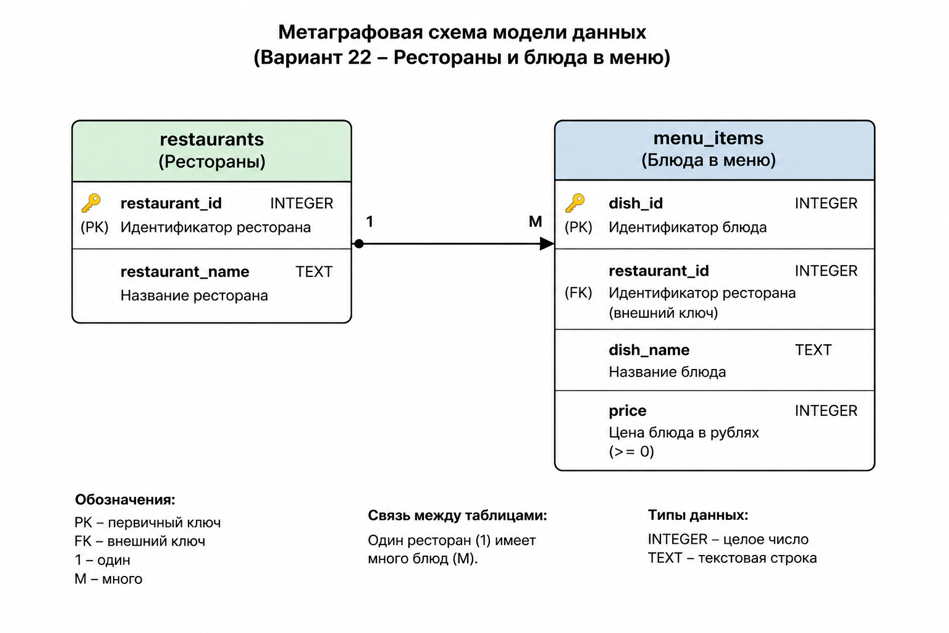 Метаграфовая схема модели данных
(Вариант 22 – Рестораны и блюда в меню)
restaurants
(Рестораны)
restaurant_id INTEGER
(PK) Идентификатор ресторана
restaurant_name TEXT
Название ресторана
1 M
menu_items
(Блюда в меню)
dish_id INTEGER
(PK) Идентификатор блюда
restaurant_id INTEGER
(FK) Идентификатор ресторана
(внешний ключ)
dish_name TEXT
Название блюда
price INTEGER
Цена блюда в рублях
(>= 0)
Обозначения:
PK – первичный ключ
FK – внешний ключ
1 – один
M – много
Связь между таблицами:
Один ресторан (1) имеет
много блюд (M).
Типы данных:
INTEGER – целое число
TEXT – текстовая строка